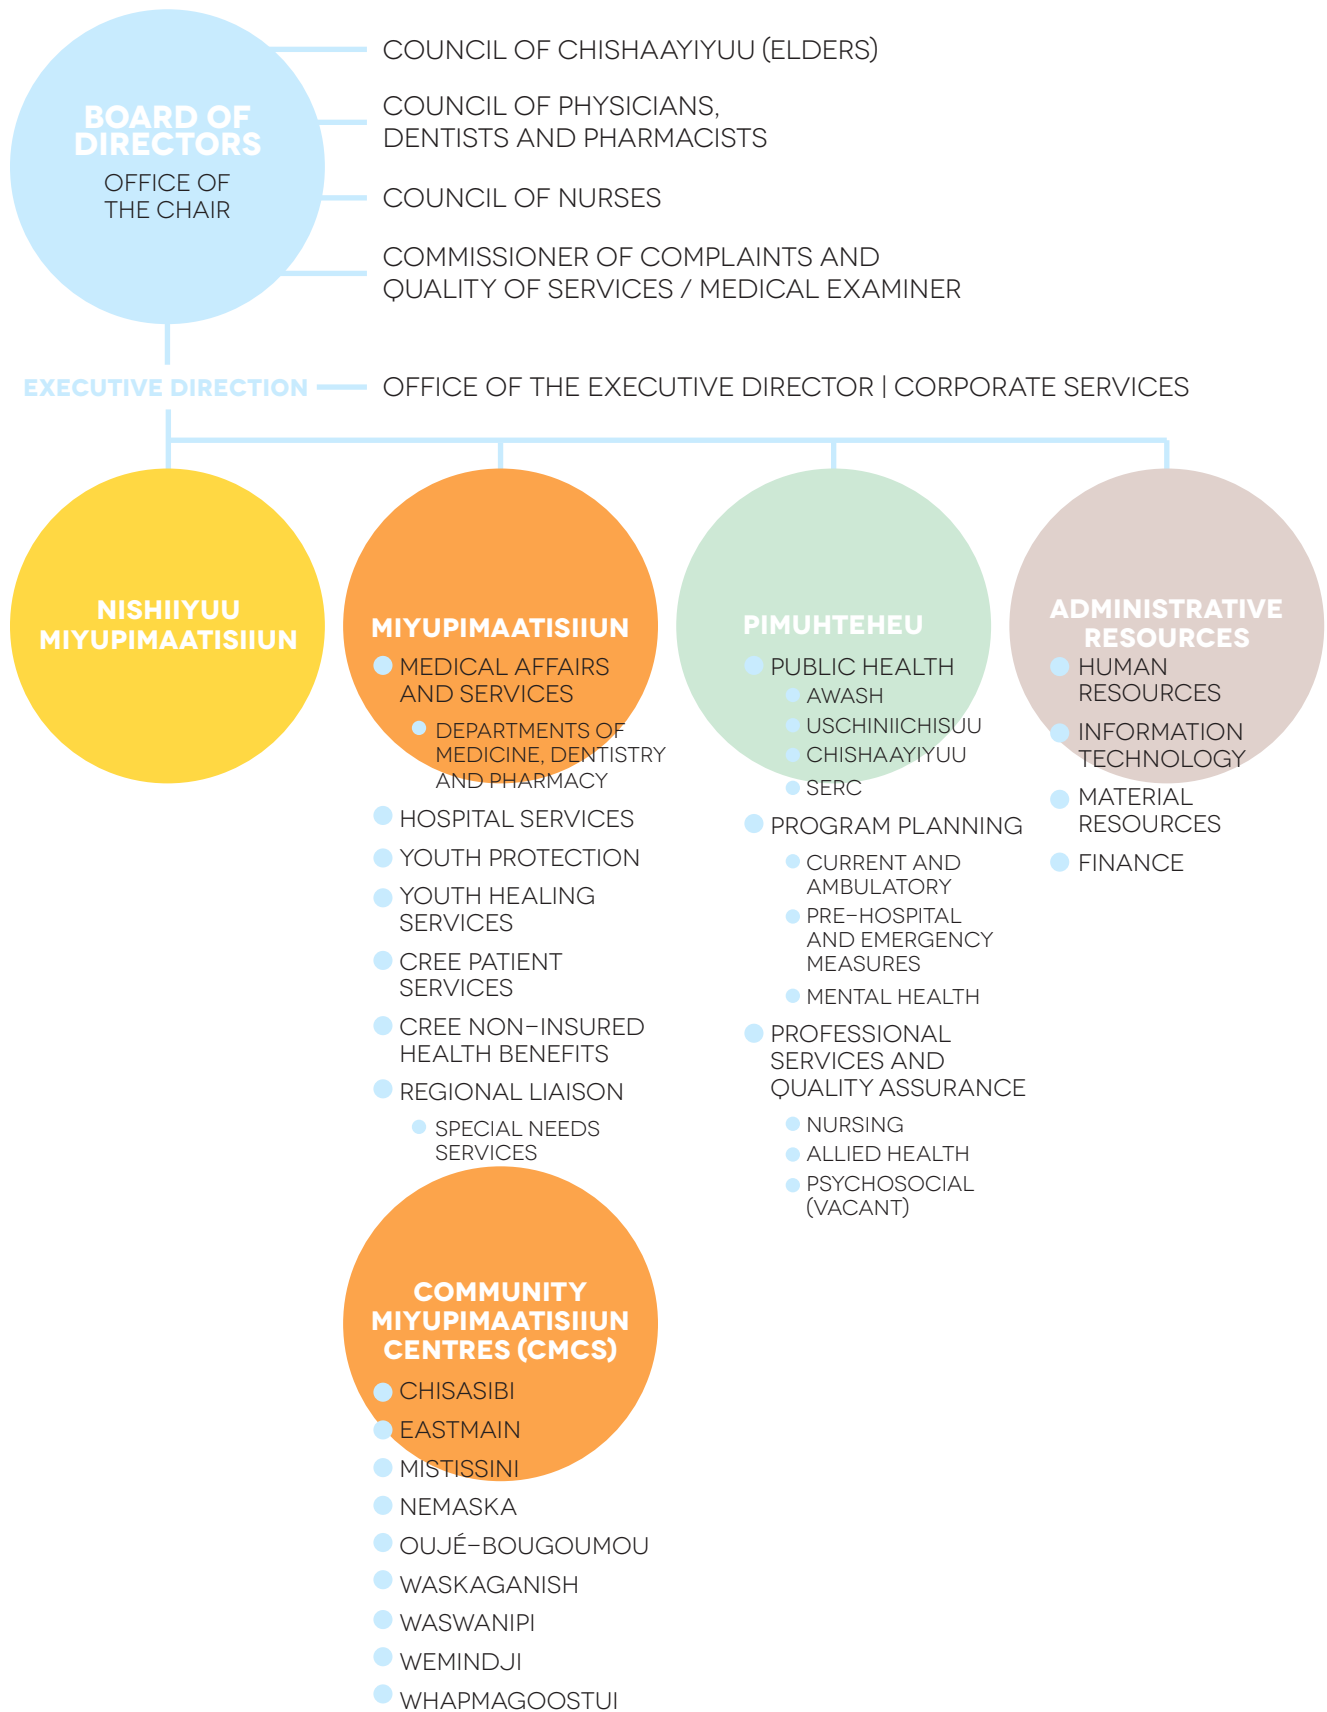 BOARD OF
DIRECTORS
OFFICE OF
THE CHAIR
COUNCIL OF CHISHAAYIYUU (ELDERS)
COUNCIL OF PHYSICIANS,
DENTISTS AND PHARMACISTS
COUNCIL OF NURSES
COMMISSIONER OF COMPLAINTS AND
QUALITY OF SERVICES / MEDICAL EXAMINER
EXECUTIVE DIRECTION
OFFICE OF THE EXECUTIVE DIRECTOR | CORPORATE SERVICES
NISHIIYUU
MIYUPIMAATISIIUN
MIYUPIMAATISIIUN
MEDICAL AFFAIRS
AND SERVICES
DEPARTMENTS OF
MEDICINE, DENTISTRY
AND PHARMACY
HOSPITAL SERVICES
YOUTH PROTECTION
YOUTH HEALING
SERVICES
CREE PATIENT
SERVICES
CREE NON-INSURED
HEALTH BENEFITS
REGIONAL LIAISON
SPECIAL NEEDS
SERVICES
COMMUNITY
MIYUPIMAATISIIUN
CENTRES (CMCS)
CHISASIBI
EASTMAIN
MISTISSINI
NEMASKA
OUJÉ-BOUGOUMOU
WASKAGANISH
WASWANIPI
WEMINDJI
WHAPMAGOOSTUI
PIMUHTEHEU
PUBLIC HEALTH
AWASH
USCHINIICHISUU
CHISHAAYIYUU
SERC
PROGRAM PLANNING
CURRENT AND
AMBULATORY
PRE-HOSPITAL
AND EMERGENCY
MEASURES
MENTAL HEALTH
PROFESSIONAL
SERVICES AND
QUALITY ASSURANCE
NURSING
ALLIED HEALTH
PSYCHOSOCIAL
(VACANT)
ADMINISTRATIVE
RESOURCES
HUMAN
RESOURCES
INFORMATION
TECHNOLOGY
MATERIAL
RESOURCES
FINANCE